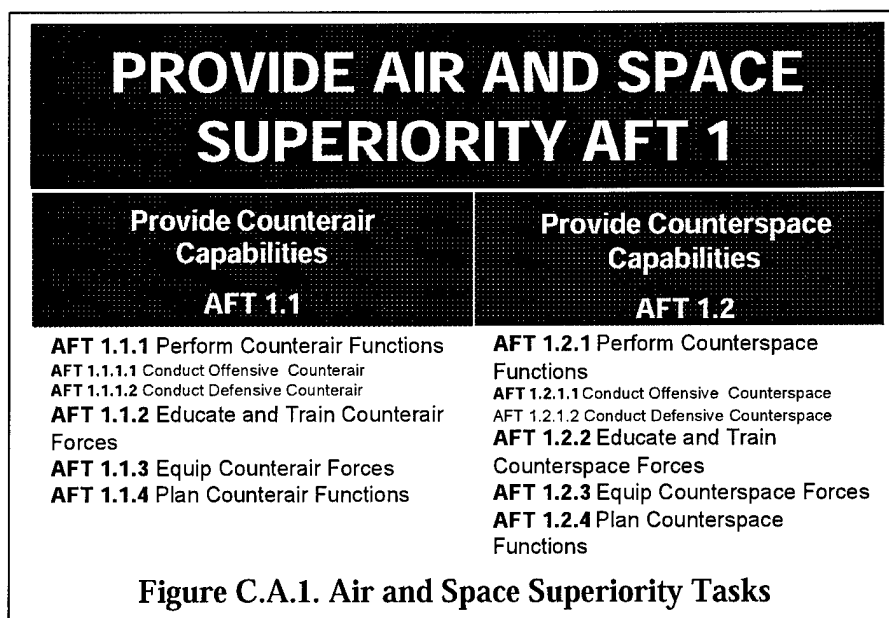 PROVIDE AIR AND SPACE
SUPERIORITY AFT 1
Provide Counterair
Capabilities
AFT 1.1
AFT 1.1.1 Perform Counterair Functions
AFT 1.1.1.1 Conduct Offensive Counterair
AFT 1.1.1.2 Conduct Defensive Counterair
AFT 1.1.2 Educate and Train Counterair
Forces
AFT 1.1.3 Equip Counterair Forces
AFT 1.1.4 Plan Counterair Functions
Provide Counterspace
Capabilities
AFT 1.2
AFT 1.2.1 Perform Counterspace
Functions
AFT 1.2.1.1 Conduct Offensive Counterspace
AFT 1.2.1.2 Conduct Defensive Counterspace
AFT 1.2.2 Educate and Train
Counterspace Forces
AFT 1.2.3 Equip Counterspace Forces
AFT 1.2.4 Plan Counterspace
Functions
Figure C.A.1. Air and Space Superiority Tasks